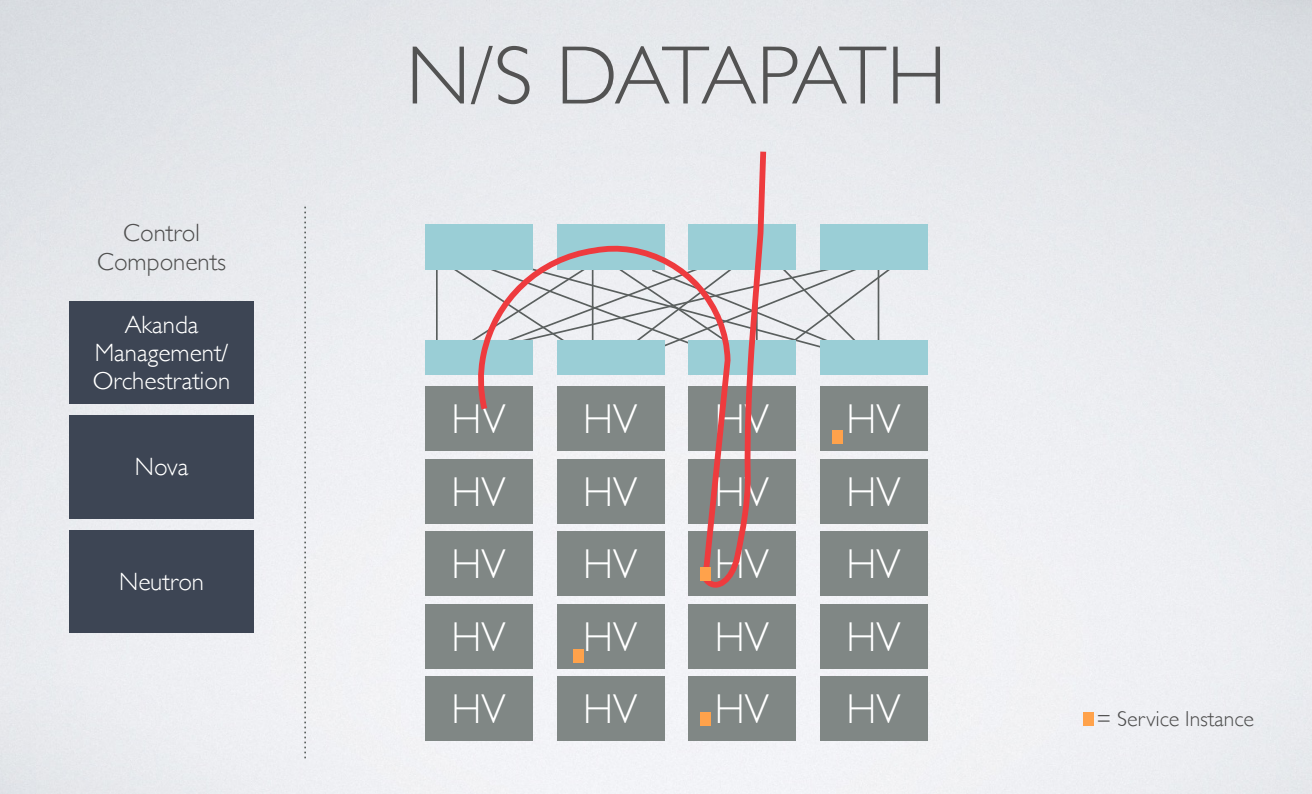 N/S DATAPATH
Control
Components
Akanda
Management/
Orchestration
Nova
Neutron
HV HV HV HV
HV HV HV HV
HV HV HV HV
HV HV HV HV
HV HV HV HV
= Service Instance